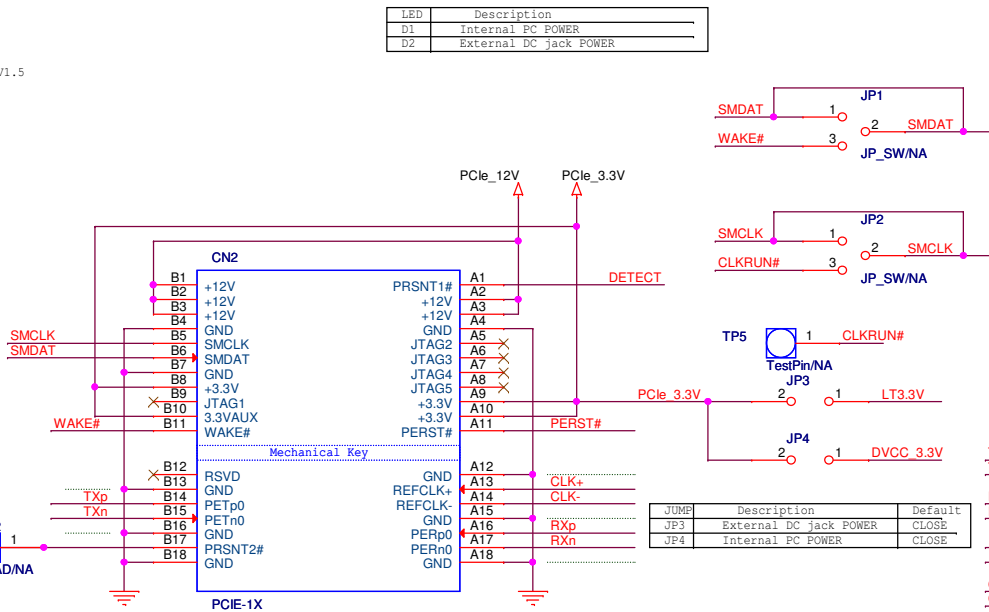 LED Description
D1 Internal PC POWER
D2 External DC jack POWER
V1.5
JP1
SMDAT 1
2 SMDAT
WAKE# 3
JP_SW/NA
PCIe_12V PCIe_3.3V
JP2
SMCLK 1
2 SMCLK
CLKRUN# 3
JP_SW/NA
CN2
B1 +12V PRSNT1# A1 DETECT
B2 +12V +12V A2
B3 +12V +12V A3
B4 GND GND A4
SMCLK B5 SMCLK JTAG2 A5
SMDAT B6 SMDAT JTAG3 A6
B7 GND JTAG4 A7
B8 +3.3V JTAG5 A8
B9 JTAG1 +3.3V A9
B10 3.3VAUX +3.3V A10
WAKE# B11 WAKE# PERST# A11 PERST#
Mechanical Key
B12 RSVD GND A12
B13 GND REFCLK+ A13 CLK+
TXp B14 PETp0 REFCLK- A14 CLK-
TXn B15 PETn0 GND A15
B16 GND PERp0 A16 RXp
1 B17 PRSNT2# PERn0 A17 RXn
B18 GND GND A18
AD/NA
PCIE-1X
TP5 1 CLKRUN#
TestPin/NA
JP3
PCIe_3.3V 2 1 LT3.3V
JP4
2 1 DVCC_3.3V
JUMP Description Default
JP3 External DC jack POWER CLOSE
JP4 Internal PC POWER CLOSE